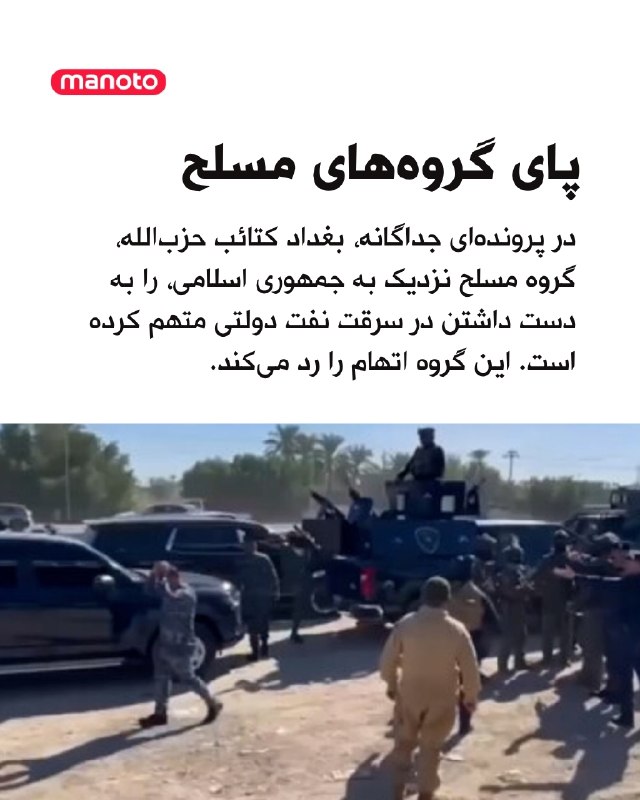 manoto
پای گروه‌های مسلح
در پرونده‌ای جداگانه، بغداد کتائب حزب‌الله،
گروه مسلح نزدیک به جمهوری اسلامی، را به
دست داشتن در سرقت نفت دولتی متهم کرده
است. این گروه اتهام را رد می‌کند.